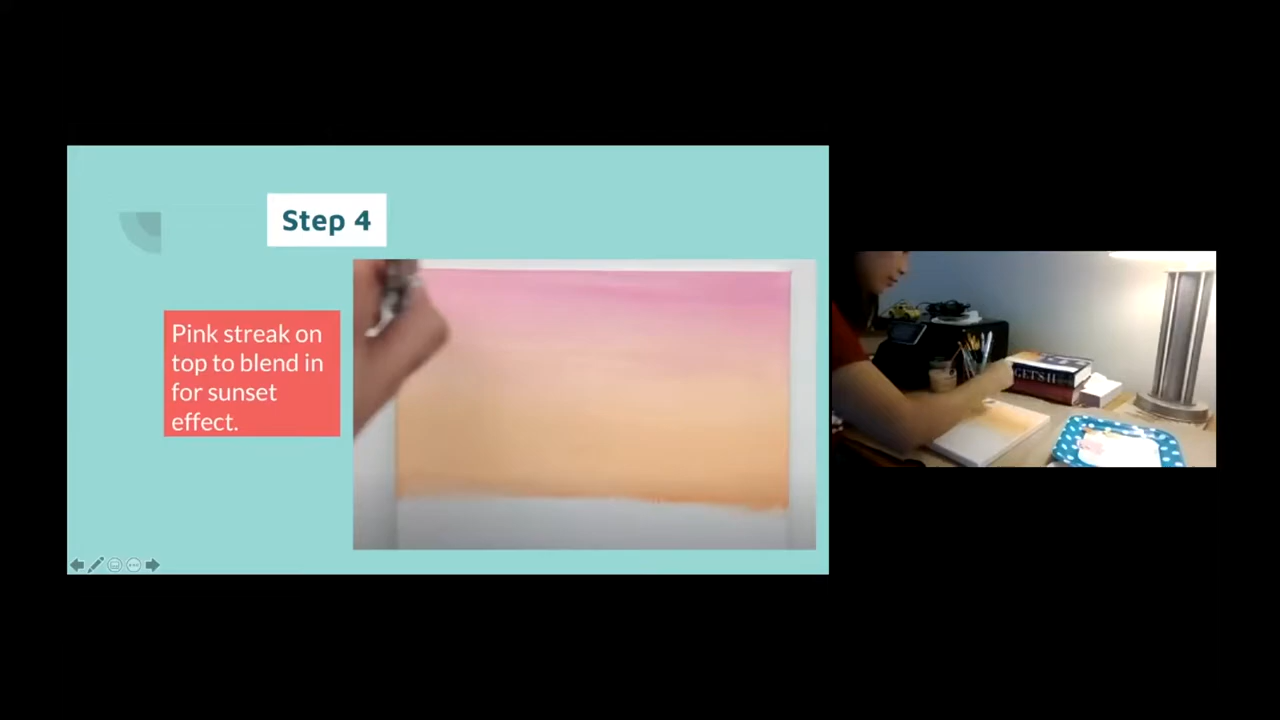 Step 4
Pink streak on
top to blend in
for sunset
effect.